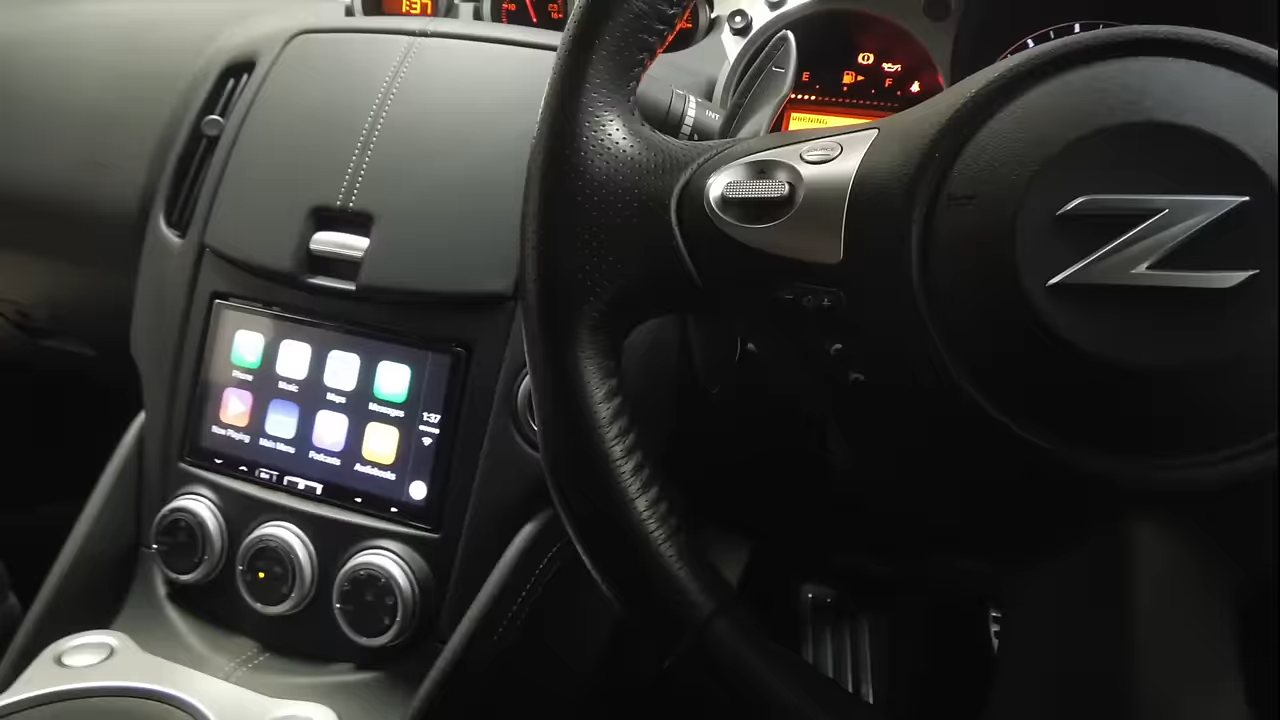 1:37
E
F
INT
WARNING
SOURCE
Z
Phone Music Maps Messages
1:37
Now Playing Main Menu Podcasts Audiobooks